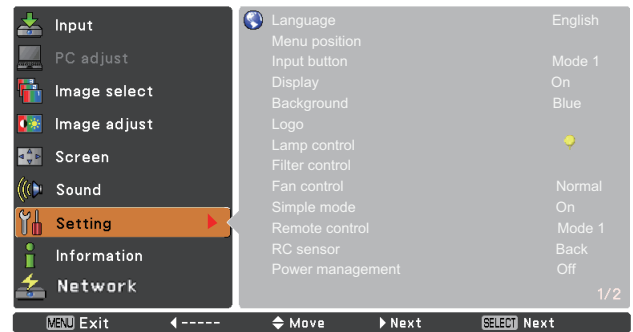 Input
PC adjust
Image select
Image adjust
Screen
Sound
Setting
Information
Network
Language English
Menu position
Input button Mode 1
Display On
Background Blue
Logo
Lamp control
Filter control
Fan control Normal
Simple mode On
Remote control Mode 1
RC sensor Back
Power management Off
1/2
MENU Exit ◀----- Move Next SELECT Next